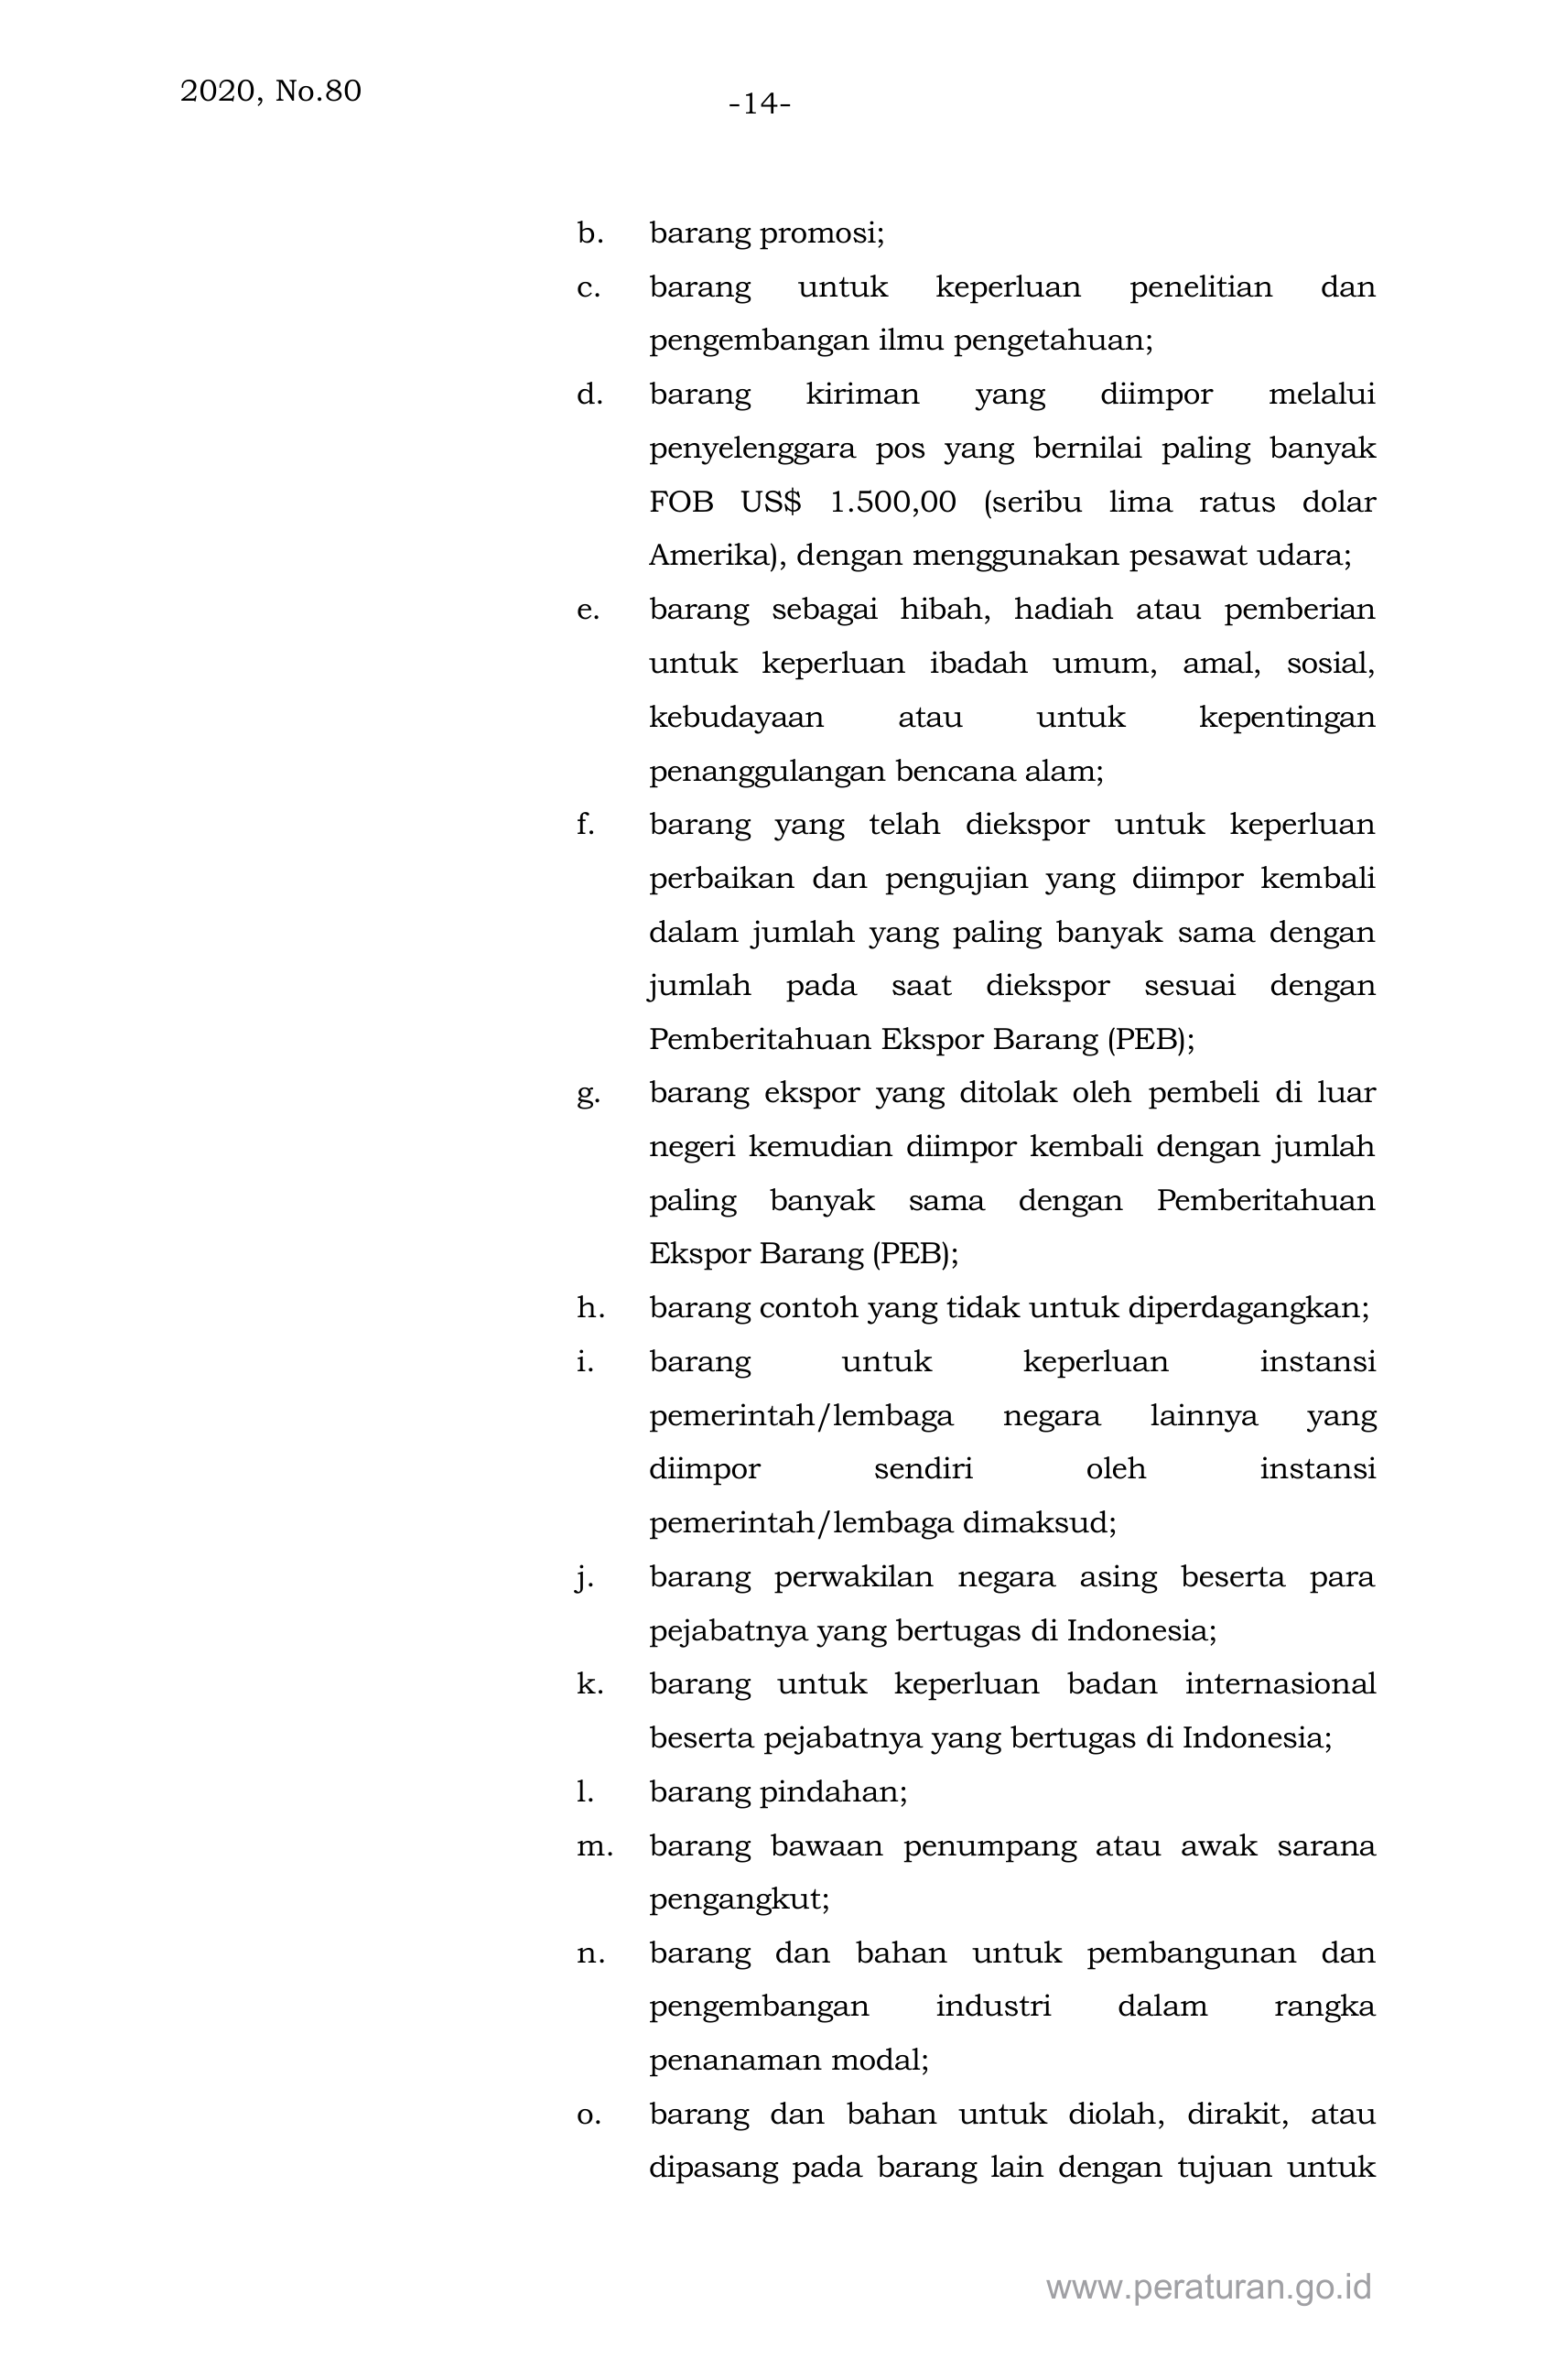 2020, No.80
-14-
b. barang promosi;
c. barang untuk keperluan penelitian dan
pengembangan ilmu pengetahuan;
d. barang kiriman yang diimpor melalui
penyelenggara pos yang bernilai paling banyak
FOB US$ 1.500,00 (seribu lima ratus dolar
Amerika), dengan menggunakan pesawat udara;
e. barang sebagai hibah, hadiah atau pemberian
untuk keperluan ibadah umum, amal, sosial,
kebudayaan atau untuk kepentingan
penanggulangan bencana alam;
f. barang yang telah diekspor untuk keperluan
perbaikan dan pengujian yang diimpor kembali
dalam jumlah yang paling banyak sama dengan
jumlah pada saat diekspor sesuai dengan
Pemberitahuan Ekspor Barang (PEB);
g. barang ekspor yang ditolak oleh pembeli di luar
negeri kemudian diimpor kembali dengan jumlah
paling banyak sama dengan Pemberitahuan
Ekspor Barang (PEB);
h. barang contoh yang tidak untuk diperdagangkan;
i. barang untuk keperluan instansi
pemerintah/lembaga negara lainnya yang
diimpor sendiri oleh instansi
pemerintah/lembaga dimaksud;
j. barang perwakilan negara asing beserta para
pejabatnya yang bertugas di Indonesia;
k. barang untuk keperluan badan internasional
beserta pejabatnya yang bertugas di Indonesia;
l. barang pindahan;
m. barang bawaan penumpang atau awak sarana
pengangkut;
n. barang dan bahan untuk pembangunan dan
pengembangan industri dalam rangka
penanaman modal;
o. barang dan bahan untuk diolah, dirakit, atau
dipasang pada barang lain dengan tujuan untuk
www.peraturan.go.id